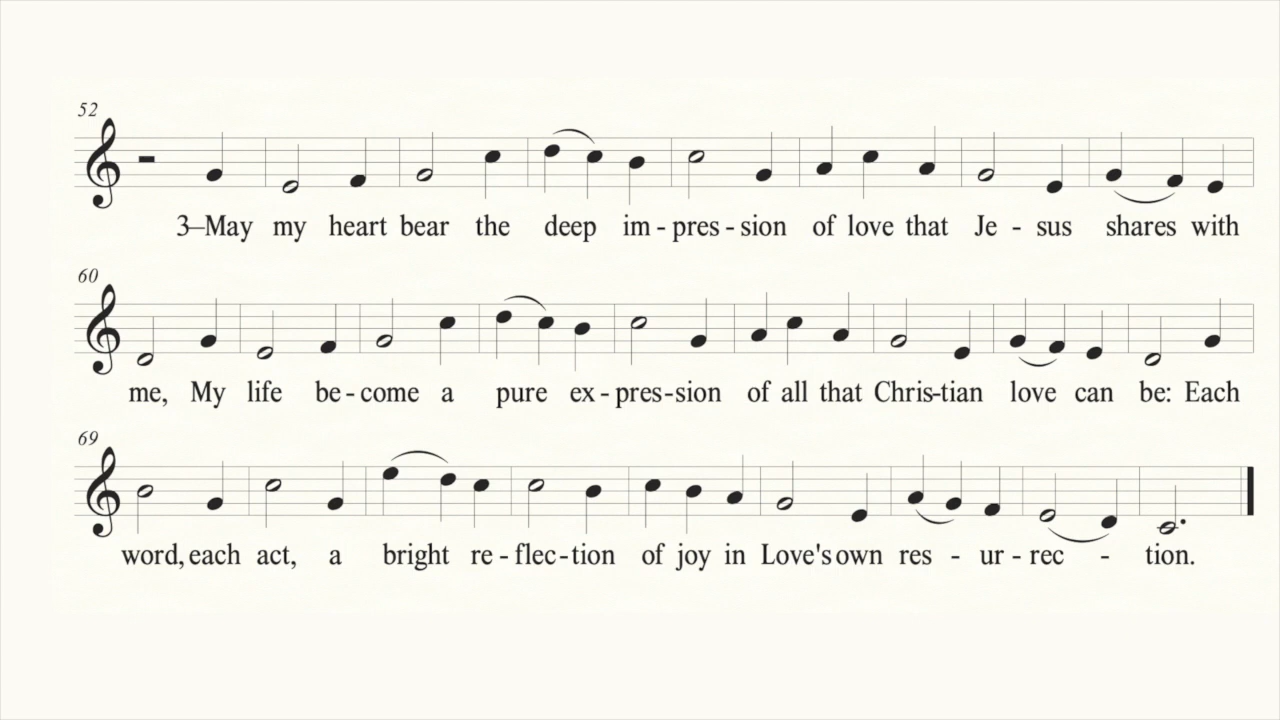 52
3–May my heart bear the deep im - pres - sion of love that Je - sus shares with
60
me, My life be - come a pure ex - pres - sion of all that Chris - tian love can be: Each
69
word, each act, a bright re - flec - tion of joy in Love's own res - ur - rec - tion.